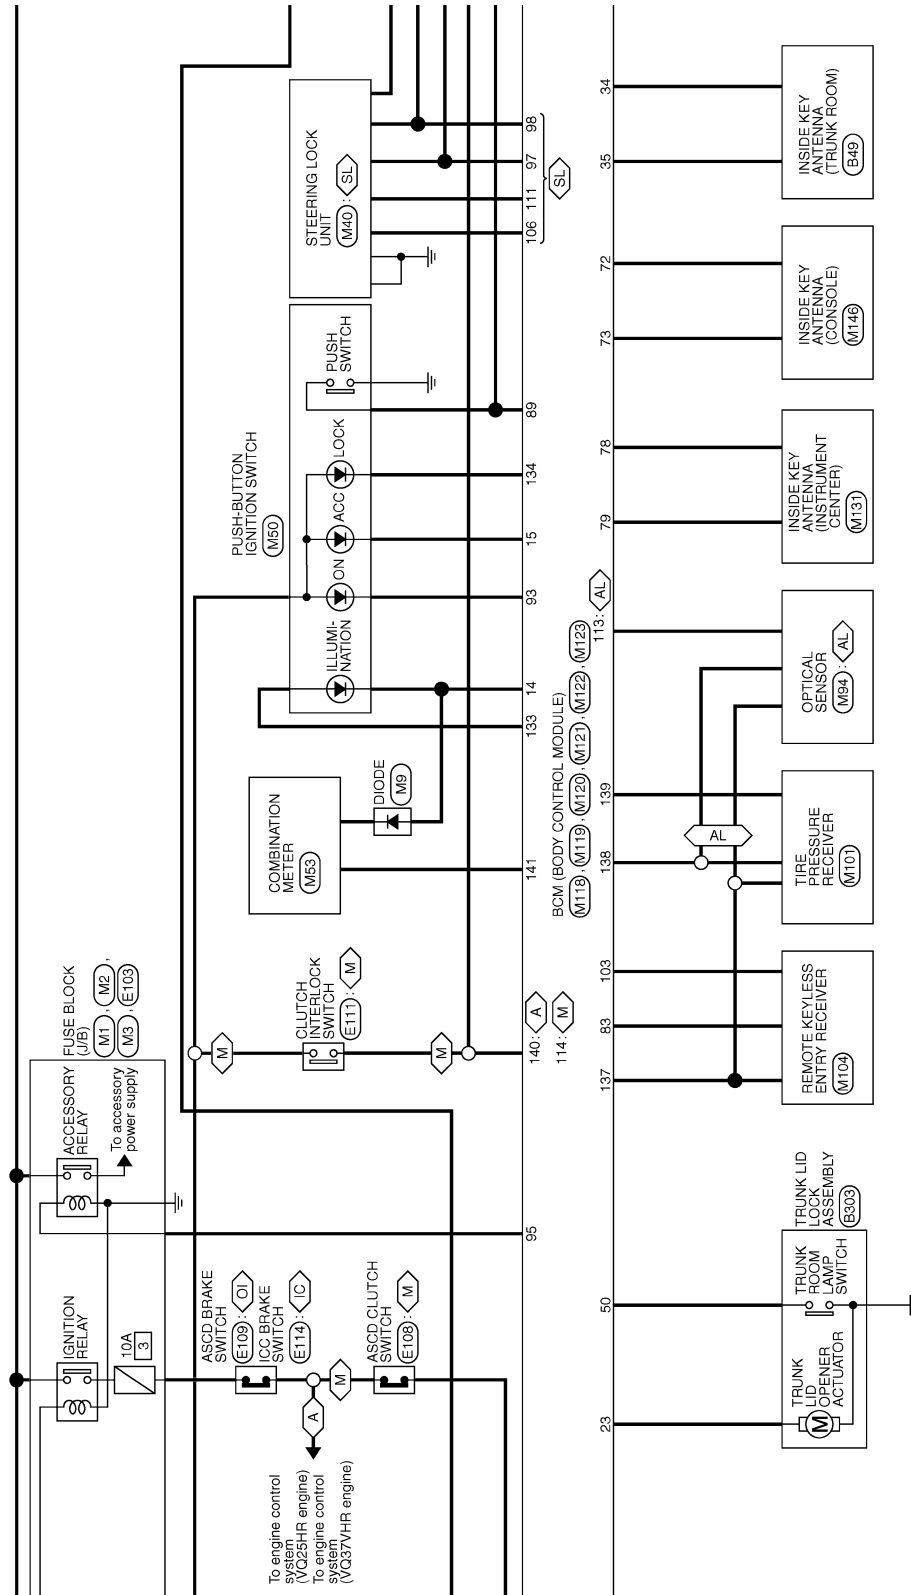 FUSE BLOCK
(J/B)
M1 , M2 ,
M3 , E103
IGNITION
RELAY
10A
3
ACCESSORY
RELAY
To accessory
power supply
ASCD BRAKE
SWITCH
E109 : OI
ICC BRAKE
SWITCH
E114 : IC
A
M
ASCD CLUTCH
SWITCH
E108 : M
To engine control
system
(VQ25HR engine)
To engine control
system
(VQ37VHR engine)
M
CLUTCH
INTERLOCK
SWITCH
E111 : M
M
COMBINATION
METER
M53
DIODE
M9
PUSH-BUTTON
IGNITION SWITCH
M50
ILLUMI-
NATION
ON
ACC
LOCK
PUSH
SWITCH
STEERING LOCK
UNIT
M40 : SL
95
140: A
114: M
141
133
14
93
15
134
89
106
111
97
98
SL
BCM (BODY CONTROL MODULE)
M118 , M119 , M120 , M121 , M122 , M123
23
50
137
83
103
138
139
113: AL
79
78
73
72
35
34
AL
TRUNK LID
LOCK
ASSEMBLY
B303
TRUNK
LID
OPENER
ACTUATOR
M
TRUNK
ROOM
LAMP
SWITCH
REMOTE KEYLESS
ENTRY RECEIVER
M104
TIRE
PRESSURE
RECEIVER
M101
OPTICAL
SENSOR
M94 : AL
INSIDE KEY
ANTENNA
(INSTRUMENT
CENTER)
M131
INSIDE KEY
ANTENNA
(CONSOLE)
M146
INSIDE KEY
ANTENNA
(TRUNK ROOM)
B49